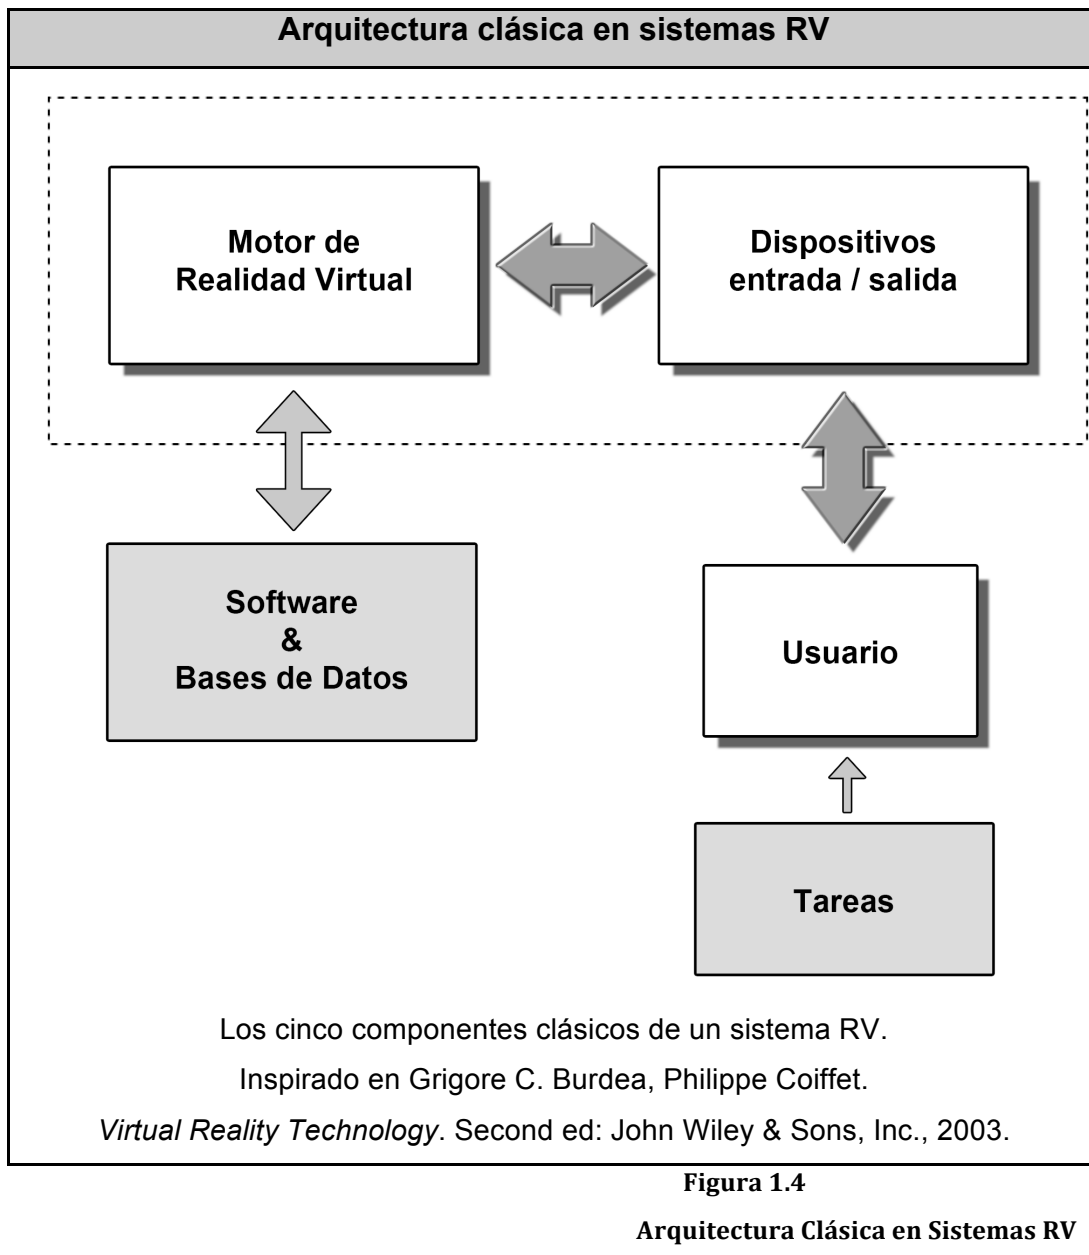 Arquitectura clásica en sistemas RV
Motor de
Realidad Virtual
Dispositivos
entrada / salida
Software
&
Bases de Datos
Usuario
Tareas
Los cinco componentes clásicos de un sistema RV.
Inspirado en Grigore C. Burdea, Philippe Coiffet.
Virtual Reality Technology. Second ed: John Wiley & Sons, Inc., 2003.
Figura 1.4
Arquitectura Clásica en Sistemas RV